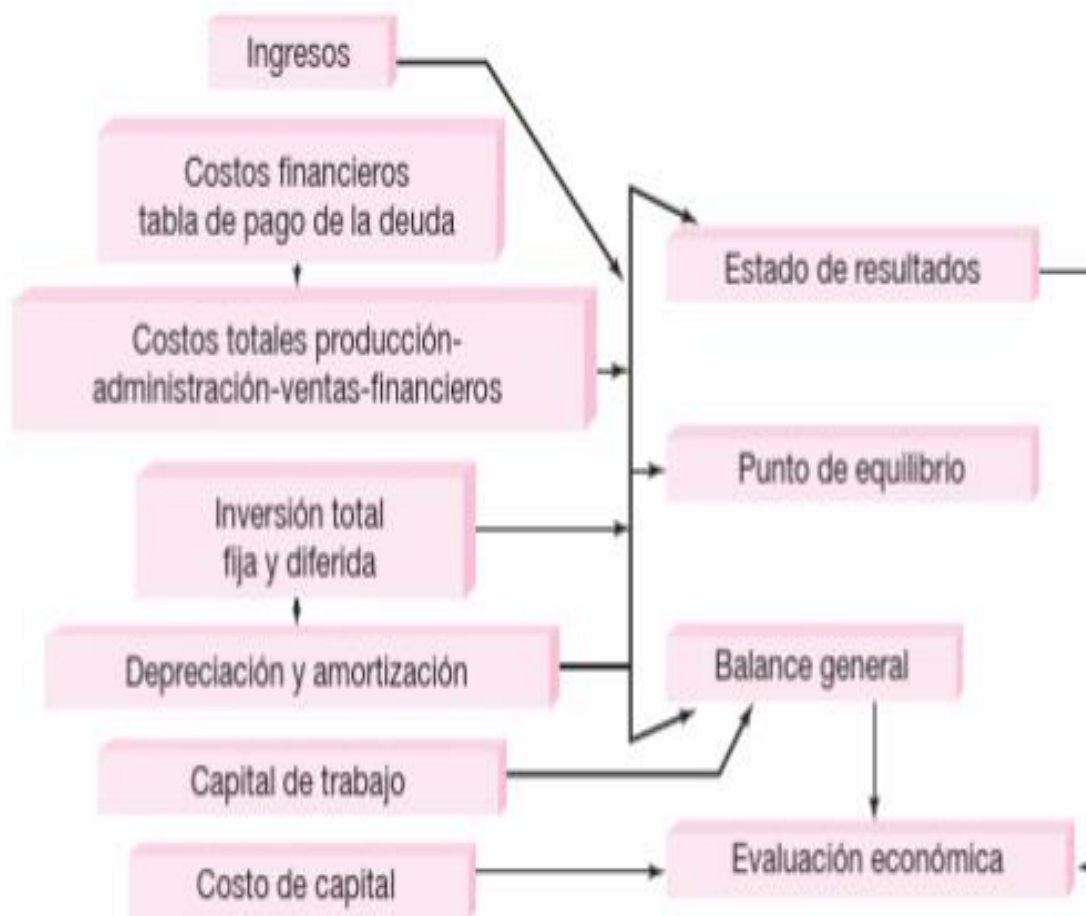 Ingresos
Costos financieros
tabla de pago de la deuda
Costos totales producción-
administración-ventas-financieros
Inversión total
fija y diferida
Depreciación y amortización
Capital de trabajo
Costo de capital
Estado de resultados
Punto de equilibrio
Balance general
Evaluación económica